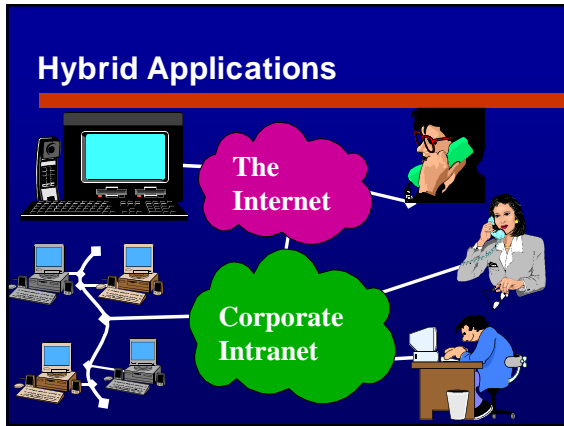 Hybrid Applications
The
Internet
Corporate
Intranet